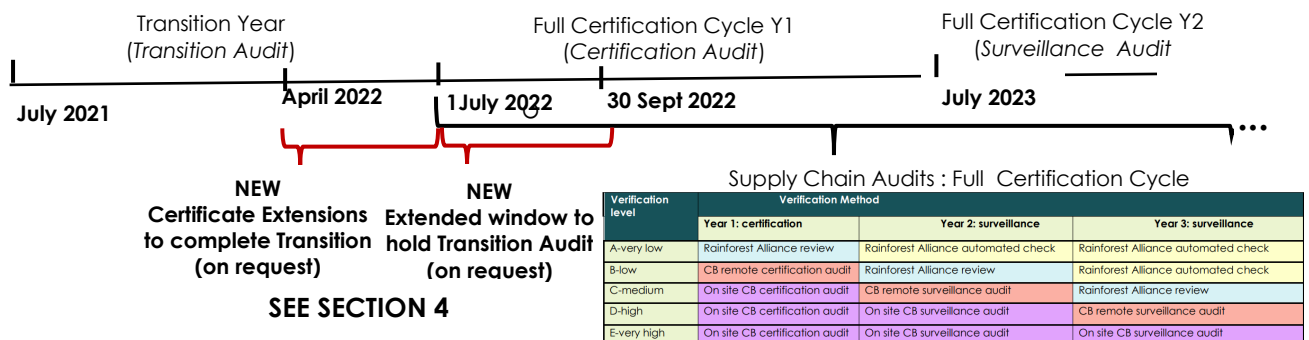 Transition Year
(Transition Audit)
Full Certification Cycle Y1
(Certification Audit)
Full Certification Cycle Y2
(Surveillance Audit
July 2021
April 2022
1July 2022
30 Sept 2022
July 2023
...
NEW
Certificate Extensions
to complete Transition
(on request)
NEW
Extended window to
hold Transition Audit
(on request)
SEE SECTION 4
Supply Chain Audits : Full Certification Cycle
Verification level Verification Method
Year 1: certification Year 2: surveillance Year 3: surveillance
A-very low Rainforest Alliance review Rainforest Alliance automated check Rainforest Alliance automated check
B-low CB remote certification audit Rainforest Alliance review Rainforest Alliance automated check
C-medium On site CB certification audit CB remote surveillance audit Rainforest Alliance review
D-high On site CB certification audit On site CB surveillance audit CB remote surveillance audit
E-very high On site CB certification audit On site CB surveillance audit On site CB surveillance audit